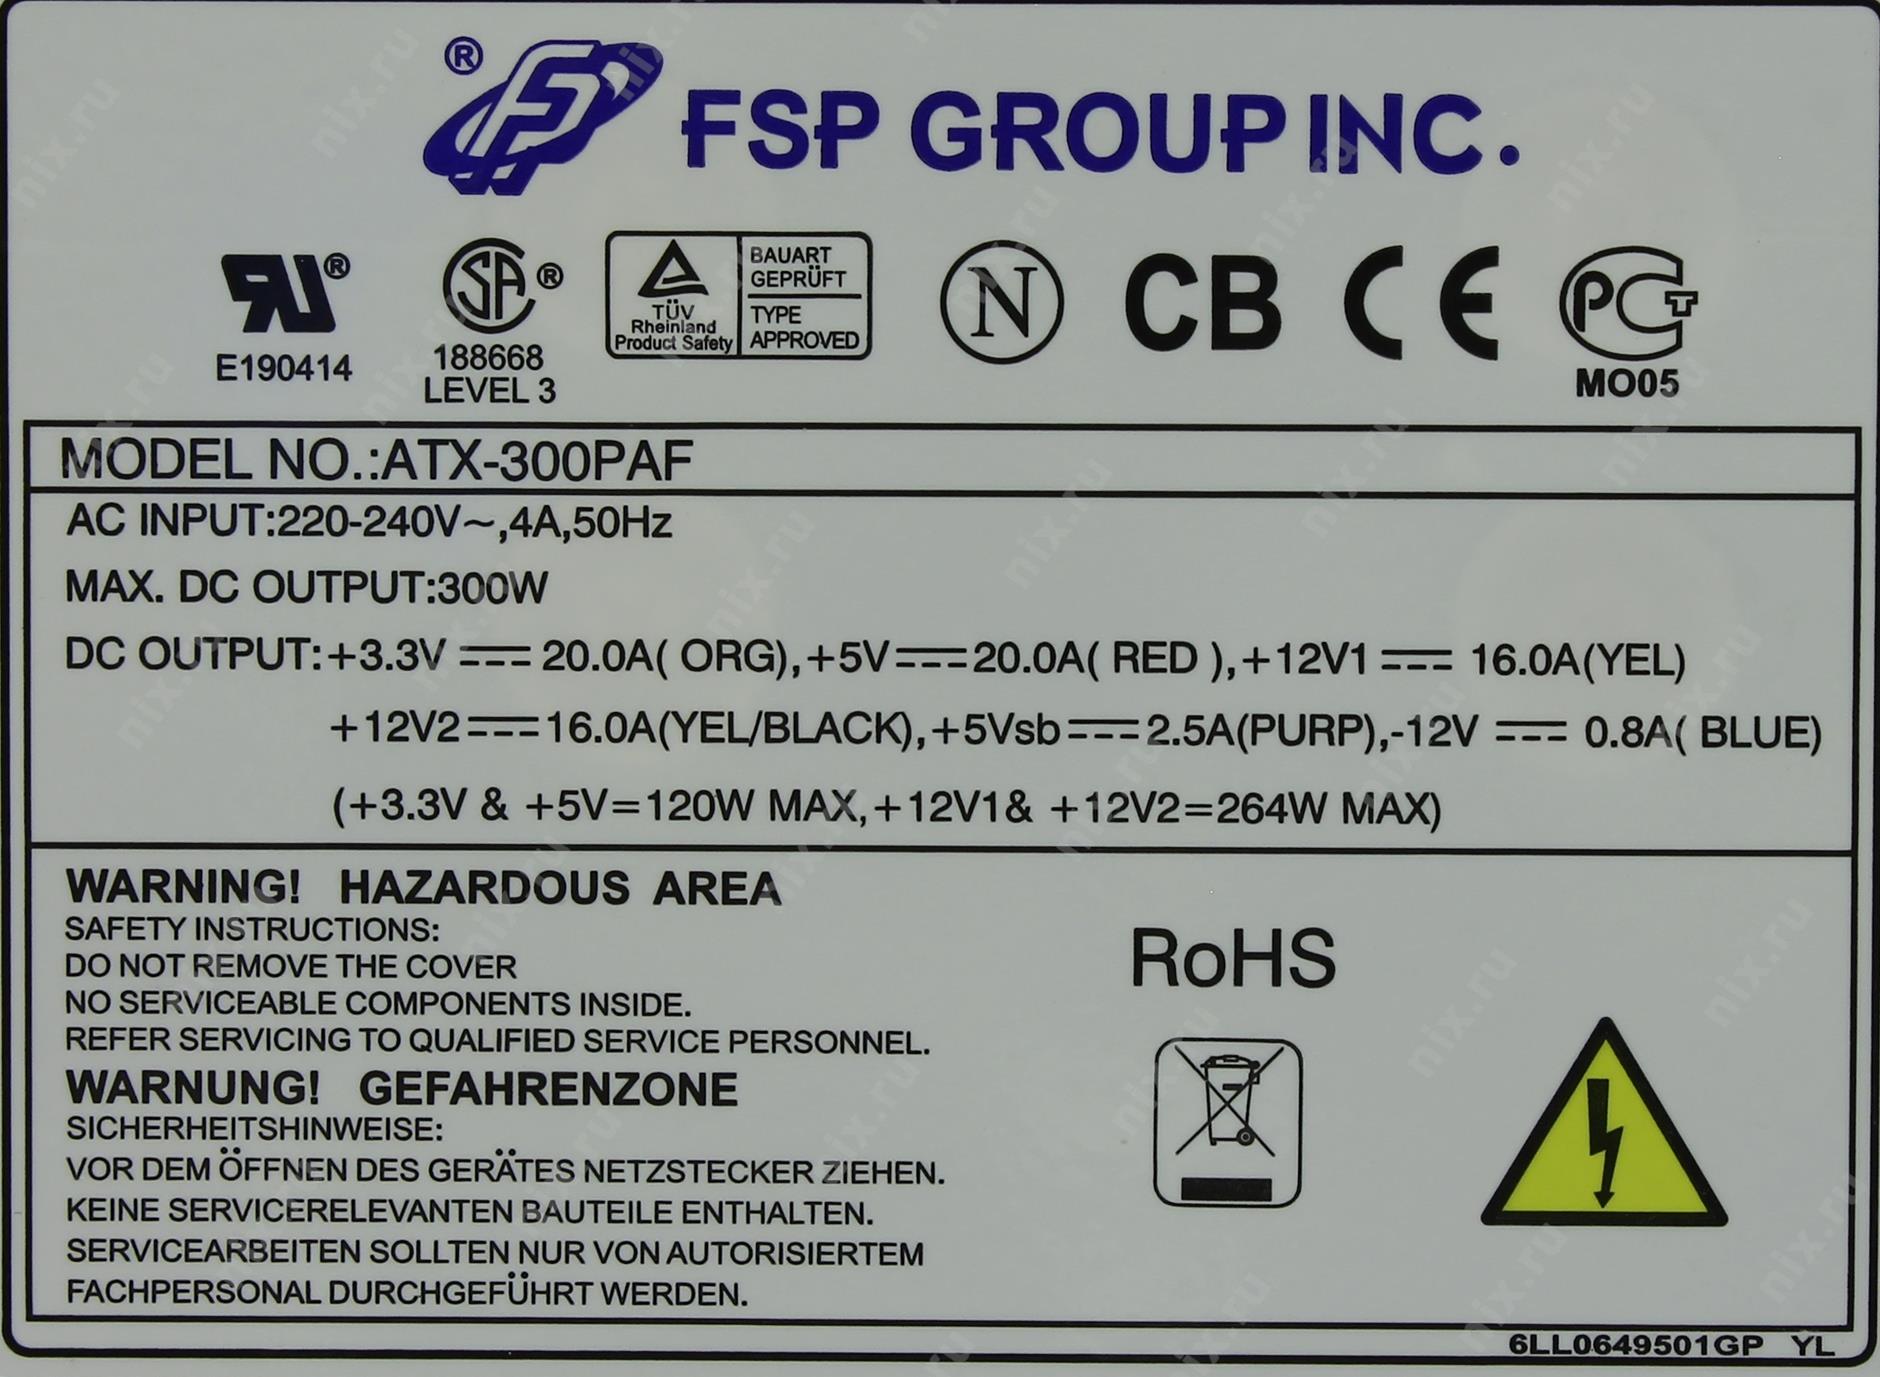 ® FSP GROUP INC.
® ® BAUART
GEPRÜFT
TÜV
Rheinland
Product Safety
TYPE
APPROVED
N CB CE PCT
E190414
188668
LEVEL 3
MO05
MODEL NO.:ATX-300PAF
AC INPUT:220-240V~,4A,50Hz
MAX. DC OUTPUT:300W
DC OUTPUT:+3.3V ⎓ 20.0A( ORG),+5V⎓20.0A( RED ),+12V1 ⎓ 16.0A(YEL)
+12V2⎓16.0A(YEL/BLACK),+5Vsb⎓2.5A(PURP),-12V ⎓ 0.8A( BLUE)
(+3.3V & +5V=120W MAX,+12V1& +12V2=264W MAX)
WARNING! HAZARDOUS AREA
SAFETY INSTRUCTIONS:
DO NOT REMOVE THE COVER
NO SERVICEABLE COMPONENTS INSIDE.
REFER SERVICING TO QUALIFIED SERVICE PERSONNEL.
WARNUNG! GEFAHRENZONE
SICHERHEITSHINWEISE:
VOR DEM ÖFFNEN DES GERÄTES NETZSTECKER ZIEHEN.
KEINE SERVICERELEVANTEN BAUTEILE ENTHALTEN.
SERVICEARBEITEN SOLLTEN NUR VON AUTORISIERTEM
FACHPERSONAL DURCHGEFÜHRT WERDEN.
RoHS
6LL0649501GP YL
nix.ru